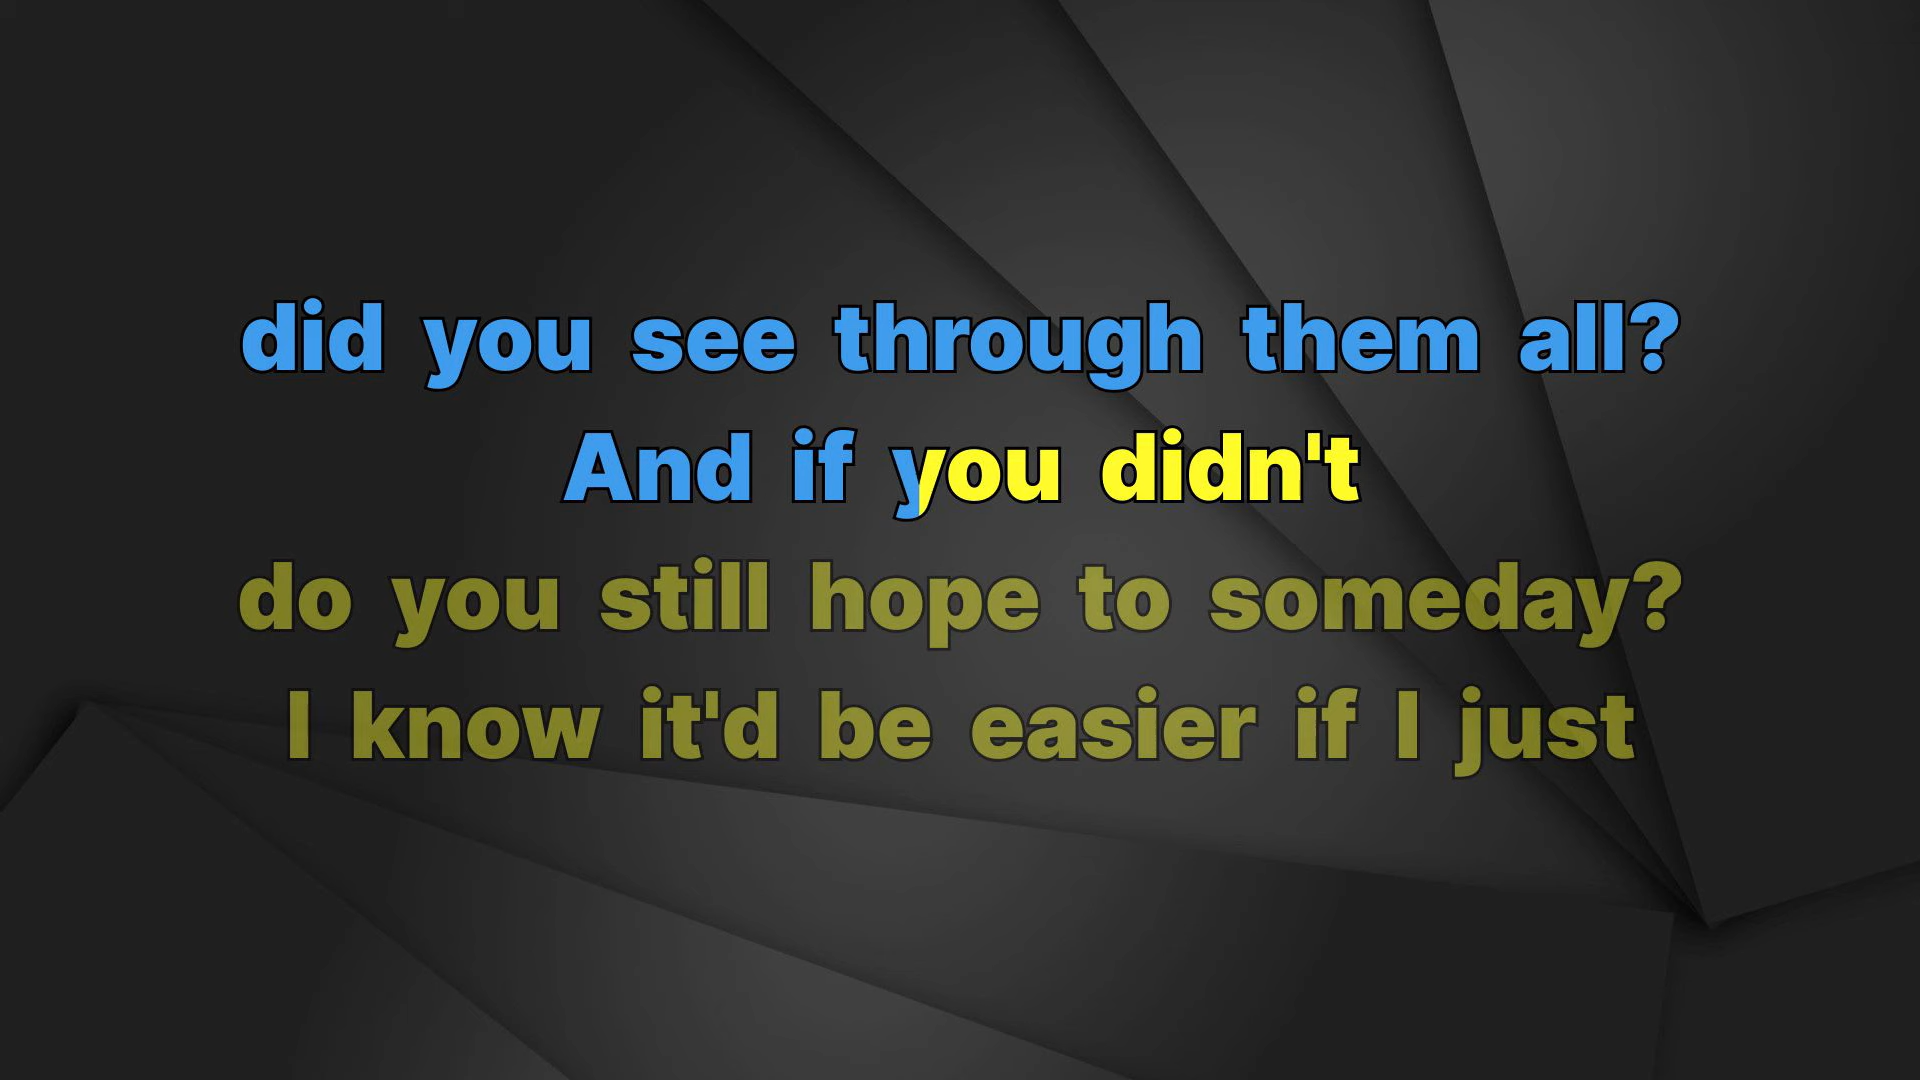 did you see through them all?
And if you didn't
do you still hope to someday?
I know it'd be easier if I just